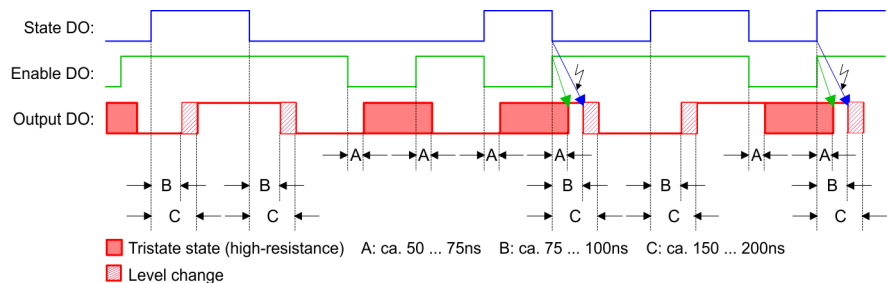 State DO:
Enable DO:
Output DO:
A A A A A A
B B B B B
C C C C C
Tristate state (high-resistance) A: ca. 50 ... 75ns B: ca. 75 ... 100ns C: ca. 150 ... 200ns
Level change